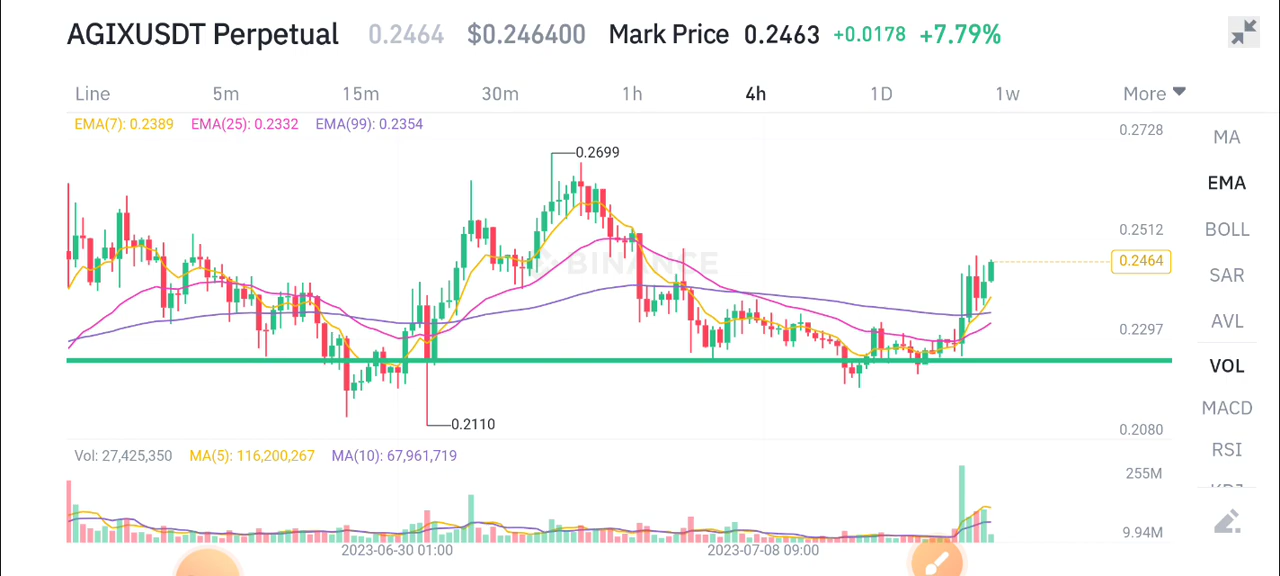 AGIXUSDT Perpetual 0.2464 $0.246400 Mark Price 0.2463 +0.0178 +7.79%
Line 5m 15m 30m 1h 4h 1D 1w More
EMA(7): 0.2389 EMA(25): 0.2332 EMA(99): 0.2354
0.2728
MA
0.2699
EMA
0.2512
BOLL
BINANCE
0.2464
SAR
AVL
0.2297
VOL
MACD
0.2110
0.2080
RSI
Vol: 27,425,350 MA(5): 116,200,267 MA(10): 67,961,719
255M
9.94M
2023-06-30 01:00 2023-07-08 09:00